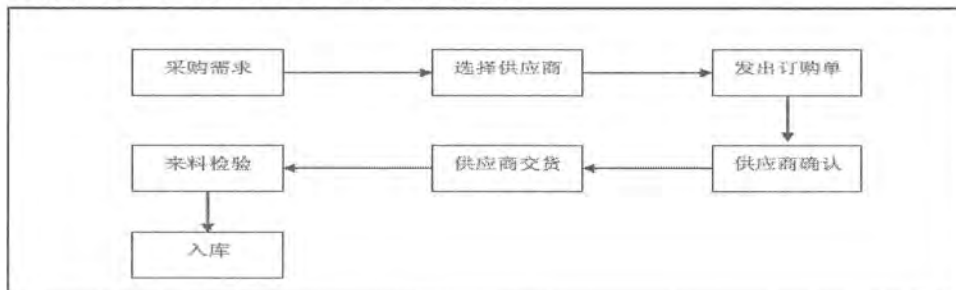 采购需求
选择供应商
发出订购单
供应商确认
供应商交货
来料检验
入库